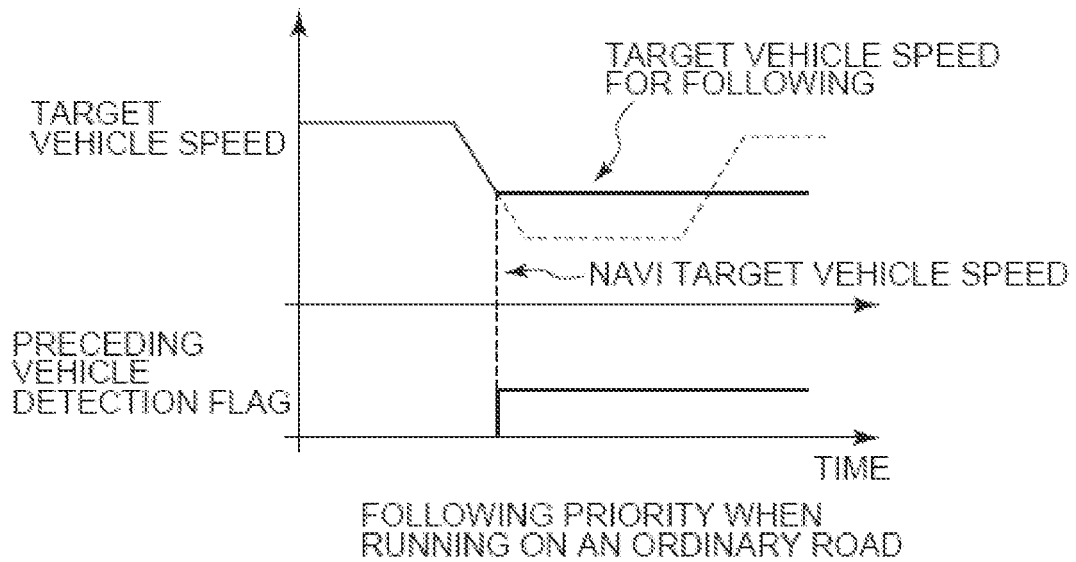 TARGET VEHICLE SPEED
FOR FOLLOWING
TARGET
VEHICLE SPEED
NAVI TARGET VEHICLE SPEED
PRECEDING
VEHICLE
DETECTION FLAG
TIME
FOLLOWING PRIORITY WHEN
RUNNING ON AN ORDINARY ROAD